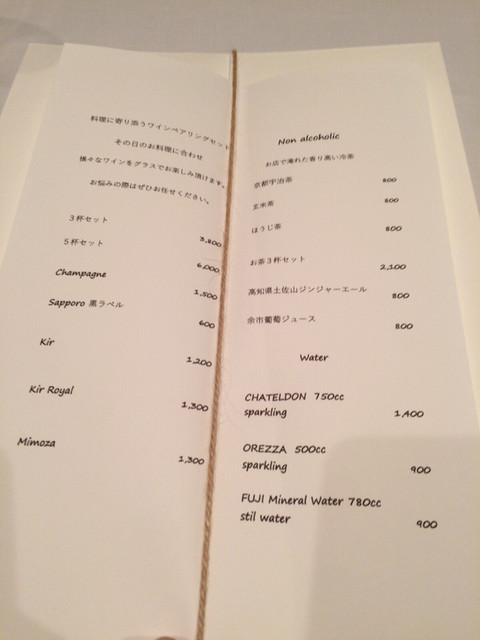 料理に寄り添うワインペアリングセット
その日のお料理に合わせ
様々なワインをグラスでお楽しみ頂けます。
お悩みの際はぜひお任せください。
3杯セット 3,800
5杯セット 6,000
Champagne 1,500
Sapporo 黒ラベル 600
Kir 1,200
Kir Royal 1,300
Mimoza 1,300
Non alcoholic
お店で淹れた香り高い冷茶
京都宇治茶 800
玄米茶 800
ほうじ茶 800
お茶3杯セット 2,100
高知県土佐山ジンジャーエール 800
余市葡萄ジュース 800
Water
CHATELDON 750cc
sparkling 1,400
OREZZA 500cc
sparkling 900
FUJI Mineral Water 780cc
stil water 900